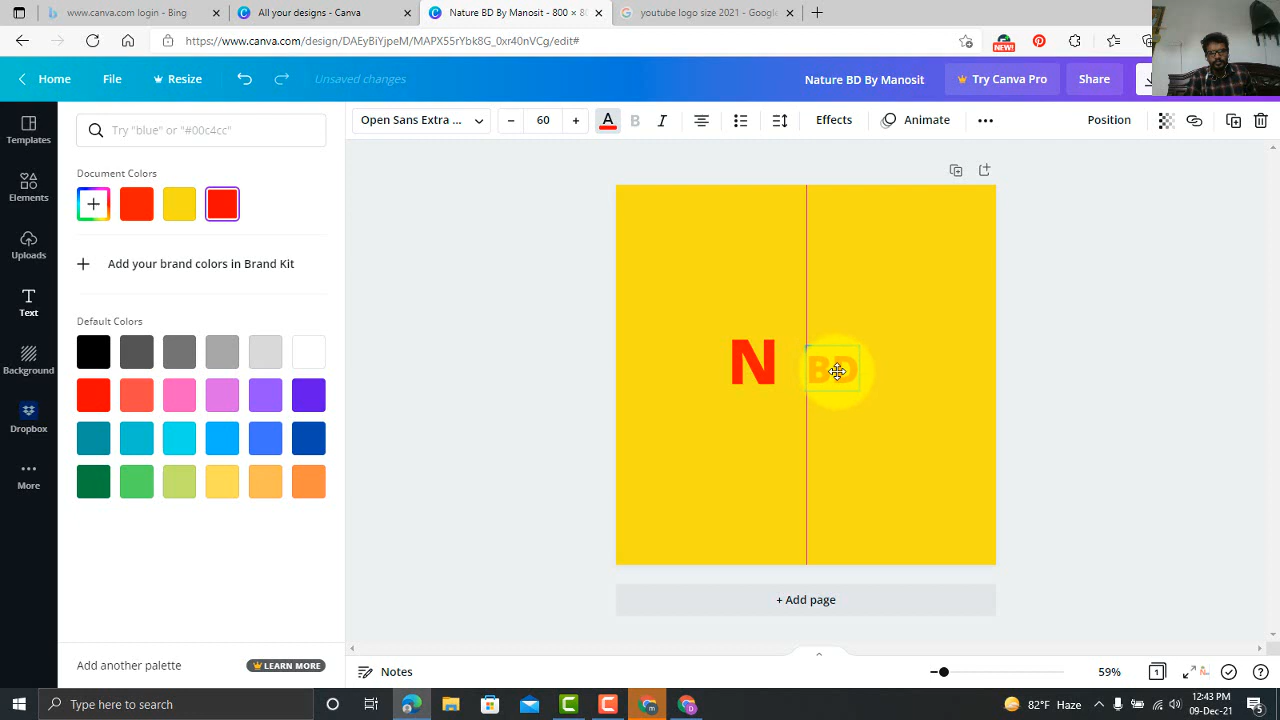 www.canva.com login - Bing
All your designs - Canva
Nature BD By Manosit - 800 × 80
youtube logo size 2021 - Google
https://www.canva.com/design/DAEyBiYjpeM/MAPX55rYbk8G_0xr40nVCg/edit#
NEW!
Home
File
Resize
Unsaved changes
Nature BD By Manosit
Try Canva Pro
Share
Templates
Elements
Uploads
Text
Background
Dropbox
More
Try "blue" or "#00c4cc"
Document Colors
Add your brand colors in Brand Kit
Default Colors
Add another palette
LEARN MORE
Open Sans Extra ...
60
A
B
I
Effects
Animate
Position
N
BD
+ Add page
Notes
59%
1
Type here to search
82°F Haze
12:43 PM
09-Dec-21
5